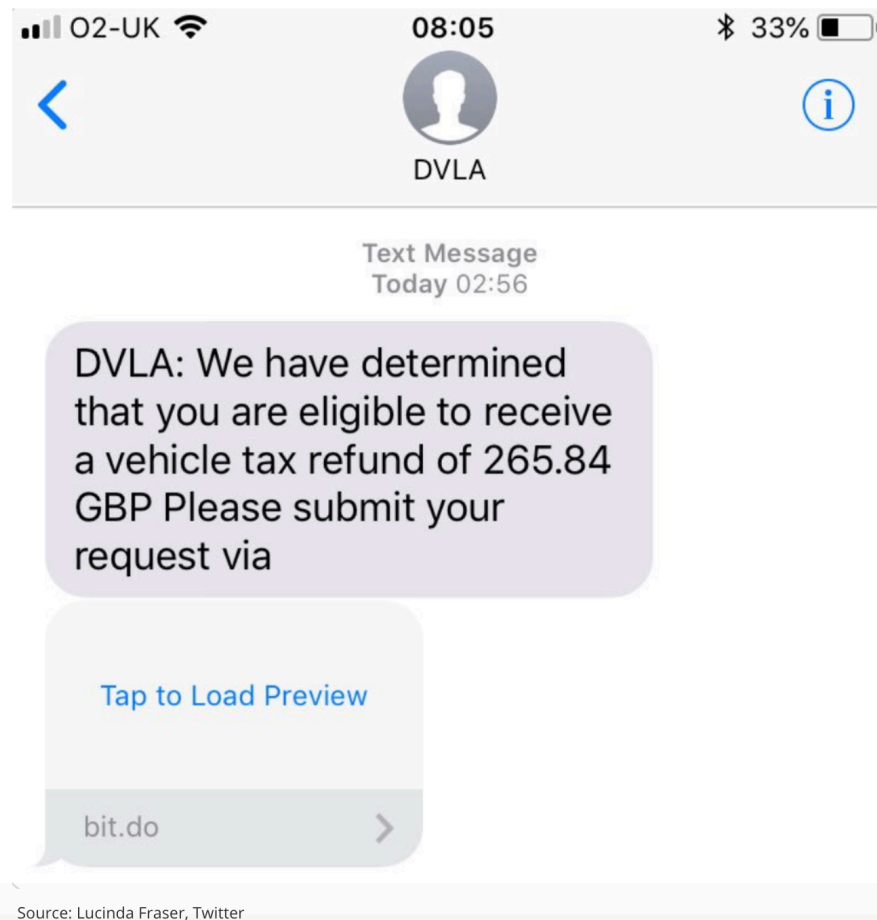 O2-UK 08:05 33%
DVLA
Text Message
Today 02:56
DVLA: We have determined
that you are eligible to receive
a vehicle tax refund of 265.84
GBP Please submit your
request via
Tap to Load Preview
bit.do
Source: Lucinda Fraser, Twitter